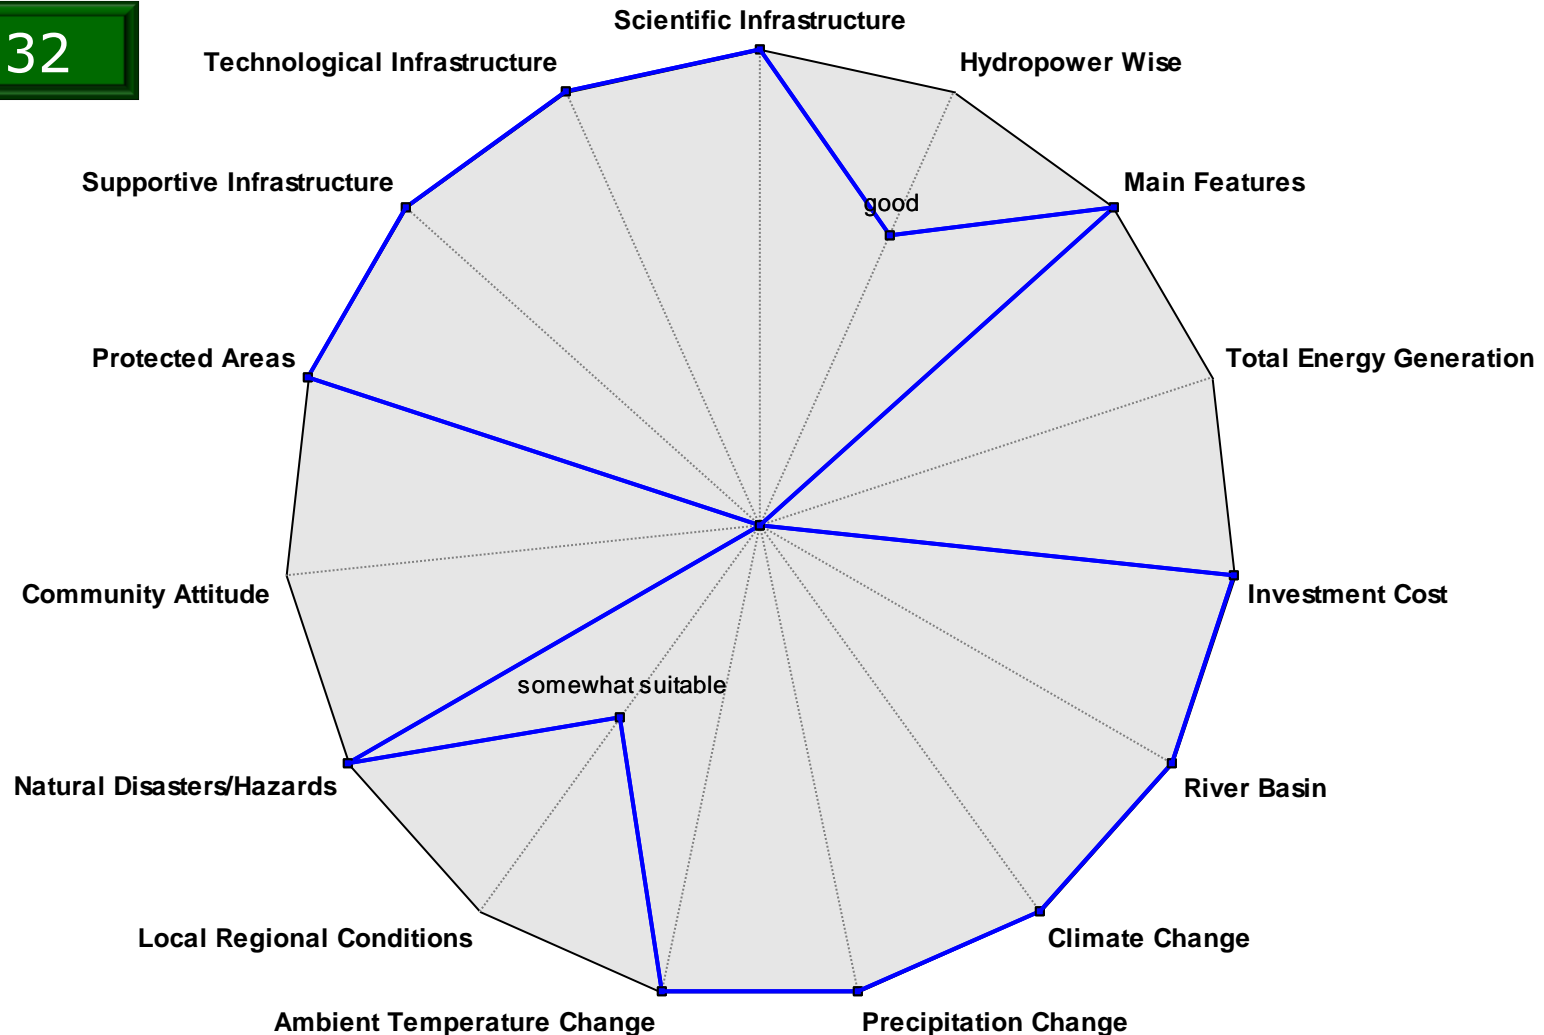 32
Scientific Infrastructure
Technological Infrastructure
Hydropower Wise
Supportive Infrastructure
Main Features
good
Protected Areas
Total Energy Generation
Community Attitude
Investment Cost
somewhat suitable
Natural Disasters/Hazards
River Basin
Local Regional Conditions
Climate Change
Ambient Temperature Change
Precipitation Change